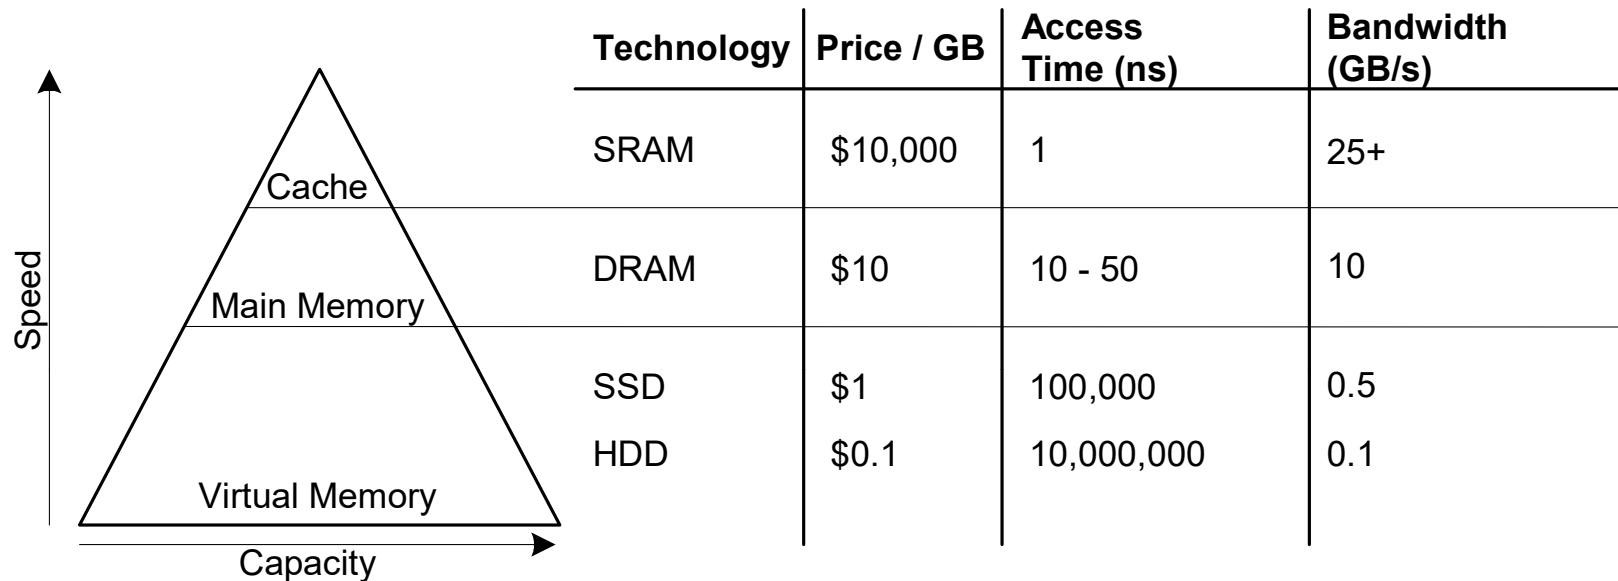 Technology Price / GB Access Time (ns) Bandwidth (GB/s)
SRAM $10,000 1 25+
Cache
DRAM $10 10 - 50 10
Main Memory
SSD $1 100,000 0.5
HDD $0.1 10,000,000 0.1
Virtual Memory
Speed
Capacity